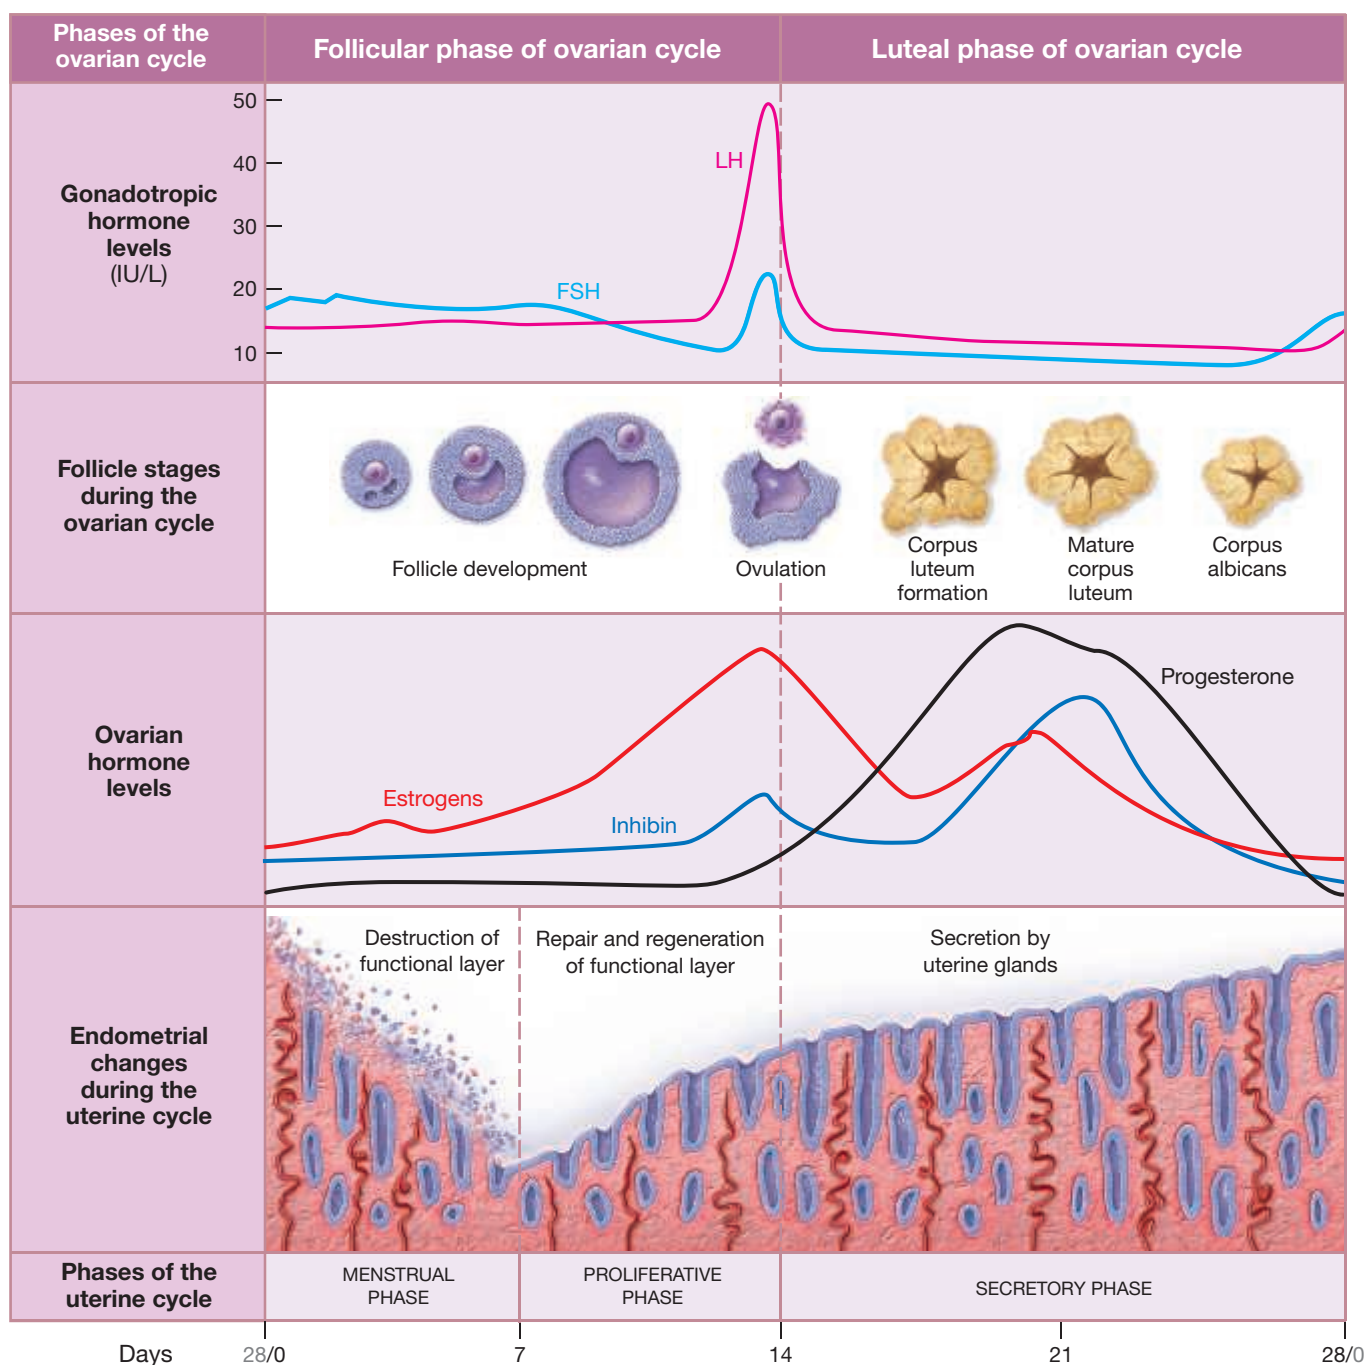 Phases of the
ovarian cycle
Follicular phase of ovarian cycle
Luteal phase of ovarian cycle
Gonadotropic
hormone
levels
(IU/L)
50
40
30
20
10
LH
FSH
Follicle stages
during the
ovarian cycle
Follicle development
Ovulation
Corpus
luteum
formation
Mature
corpus
luteum
Corpus
albicans
Ovarian
hormone
levels
Estrogens
Inhibin
Progesterone
Endometrial
changes
during the
uterine cycle
Destruction of
functional layer
Repair and regeneration
of functional layer
Secretion by
uterine glands
Phases of the
uterine cycle
MENSTRUAL
PHASE
PROLIFERATIVE
PHASE
SECRETORY PHASE
Days
28/0
7
14
21
28/0